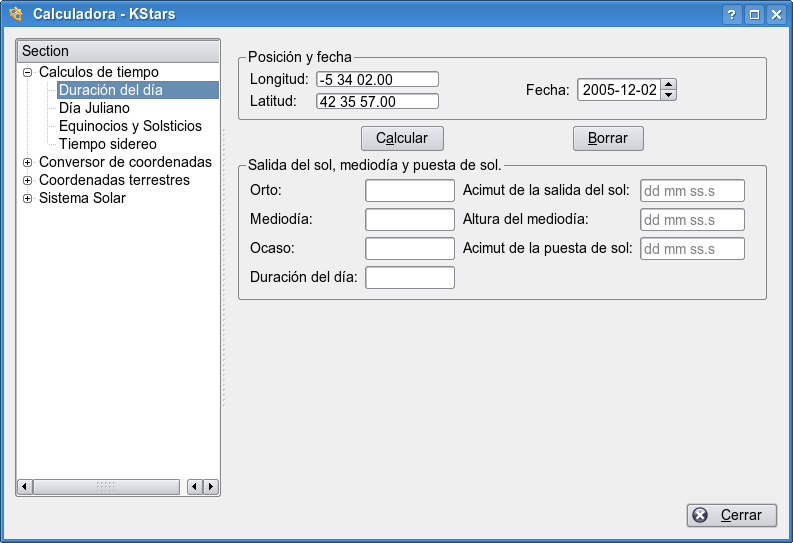 Calculadora - KStars
Section
Calculos de tiempo
Duración del día
Día Juliano
Equinocios y Solsticios
Tiempo sidereo
Conversor de coordenadas
Coordenadas terrestres
Sistema Solar
Posición y fecha
Longitud: -5 34 02.00
Latitud: 42 35 57.00
Fecha: 2005-12-02
Calcular Borrar
Salida del sol, mediodía y puesta de sol.
Orto: Acimut de la salida del sol: dd mm ss.s
Mediodía: Altura del mediodía: dd mm ss.s
Ocaso: Acimut de la puesta de sol: dd mm ss.s
Duración del día:
Cerrar